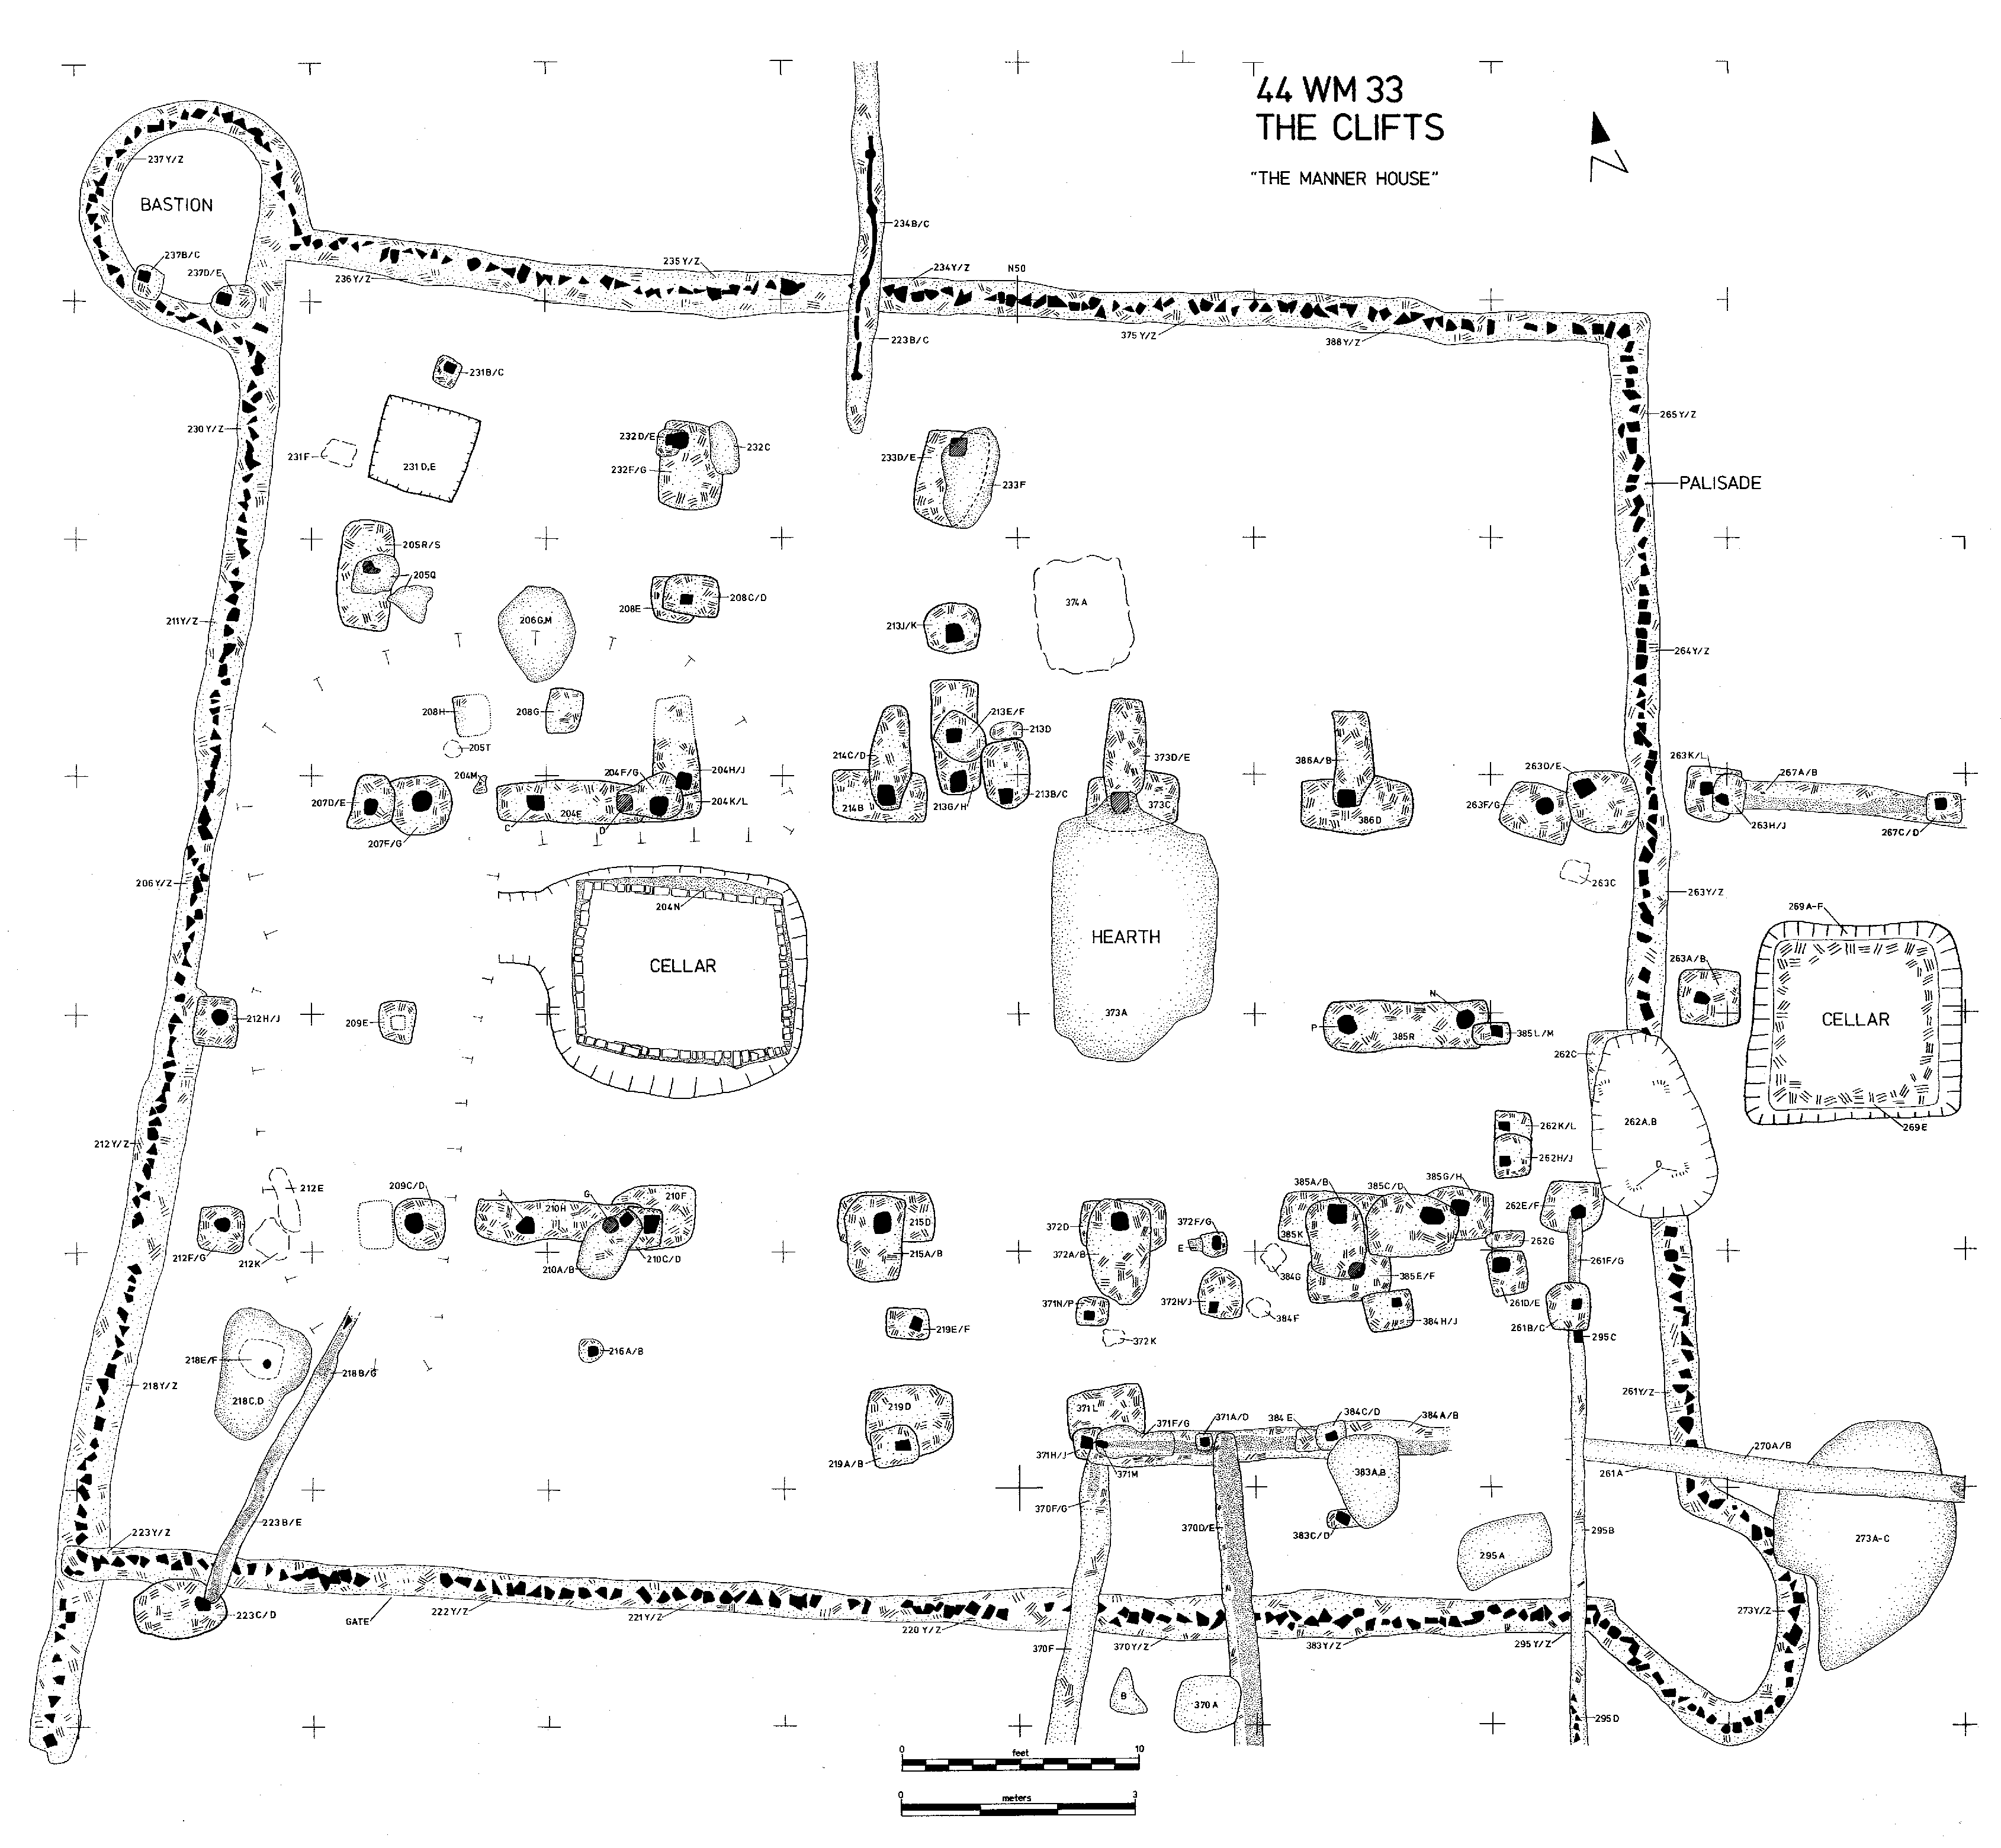 44 WM 33
THE CLIFTS
"THE MANNER HOUSE"
N
237Y/Z
BASTION
237B/C
237D/E
236Y/Z
235Y/Z
234B/C
234Y/Z
N50
223B/C
375Y/Z
388Y/Z
231B/C
230Y/Z
231F
231D,E
232D/E
232C
232F/G
233D/E
233F
265Y/Z
PALISADE
205R/S
205Q
211Y/Z
206G,M
208E
208C/D
213J/K
374A
264Y/Z
208H
208G
205T
213E/F
213D
214C/D
373D/E
386A/B
204M
204F/G
204H/J
263D/E
263K/L
267A/B
207D/E
204E
204K/L
214B
213G/H
213B/C
373C
386D
263F/G
263H/J
267C/D
C
D
207F/G
206Y/Z
204N
263C
263Y/Z
269A-F
CELLAR
HEARTH
263A/B
CELLAR
212H/J
209E
373A
N
P
385R
385L/M
262C
262A,B
269E
262K/L
262H/J
D
212Y/Z
212E
209C/D
J
G
210H
210F
215D
372D
372F/G
385A/B
385C/D
385G/H
262E/F
212F/G
212K
210A/B
210C/D
215A/B
372A/B
E
385K
384G
385E/F
262G
261F/G
371N/P
372H/J
384F
384H/J
261D/E
261B/C
295C
219E/F
372K
216A/B
218E/F
218B/G
218Y/Z
218C,D
219D
371L
371F/G
371A/D
384E
384C/D
384A/B
261Y/Z
219A/B
371H/J
371M
383A,B
261A
270A/B
370F/G
370D/E
383C/D
223B/E
295B
295A
273A-C
223Y/Z
223C/D
GATE
222Y/Z
221Y/Z
220Y/Z
370F
370Y/Z
383Y/Z
295Y/Z
273Y/Z
B
370A
295D
0 feet 10
0 meters 3